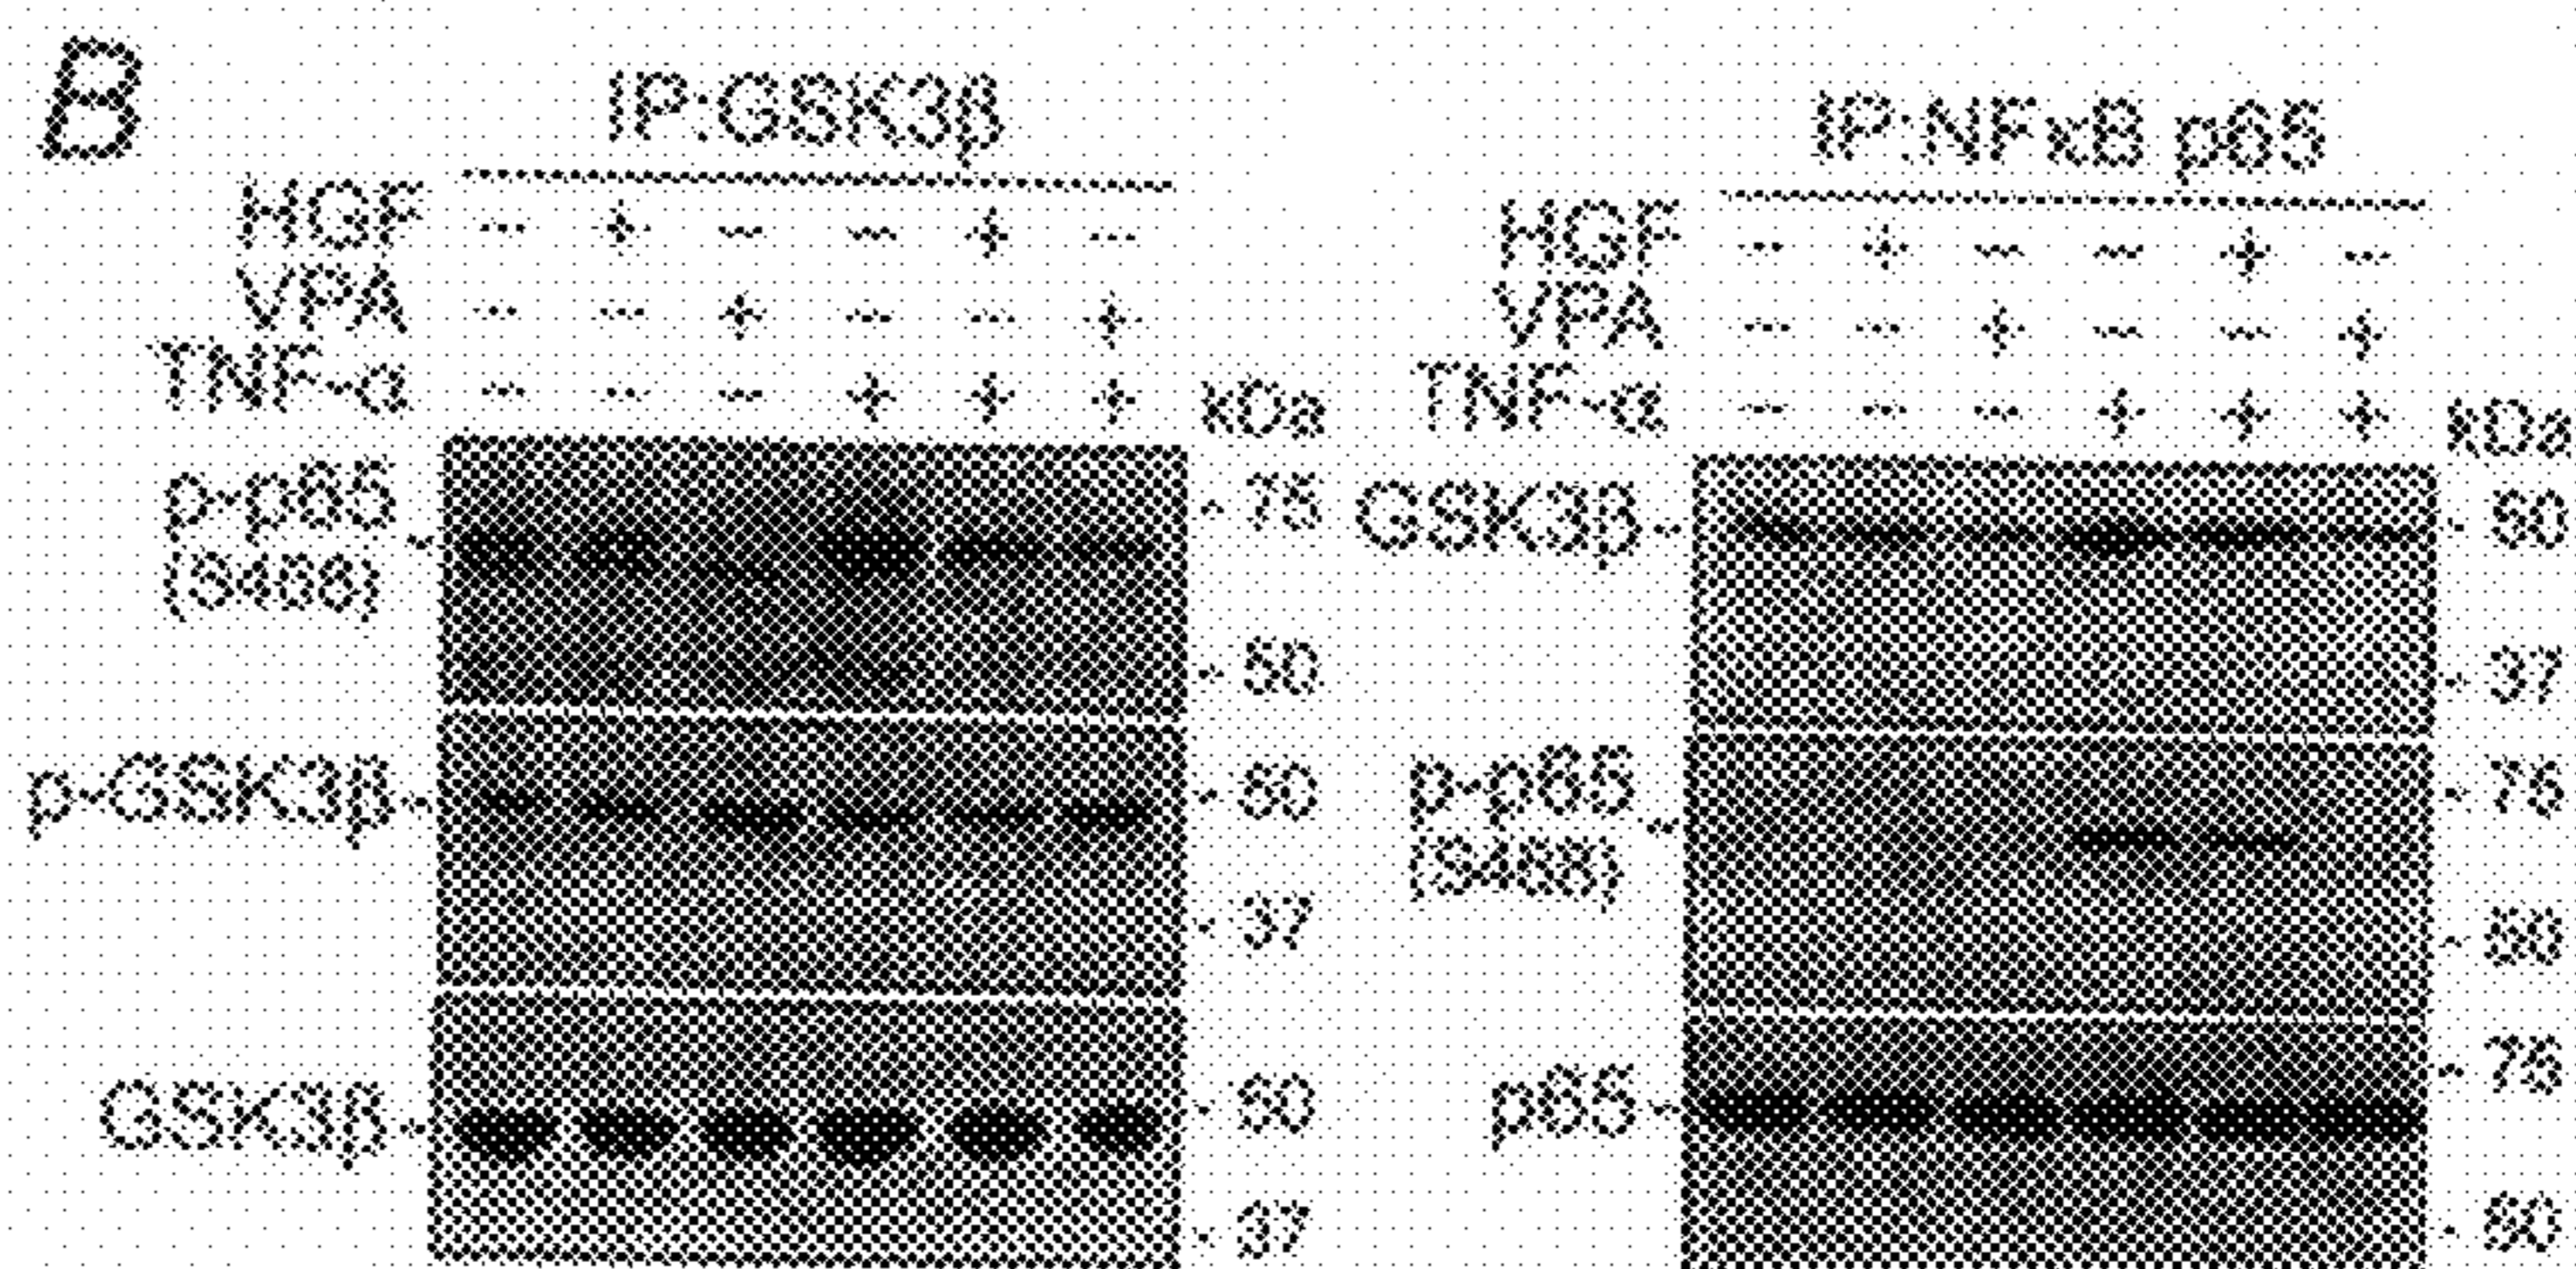 B
IP:GSK3β
HGF - + - - + -
VPA - - + - - +
TNF-α - - - + + +
kDa
p-p65
(S468)
- 75
- 50
p-GSK3β -
- 50
- 37
GSK3β -
- 50
- 37
IP:NFκB p65
HGF - + - - + -
VPA - - + - - +
TNF-α - - - + + +
kDa
GSK3β -
- 50
- 37
p-p65
(S468)
- 75
- 50
p65 -
- 75
- 50